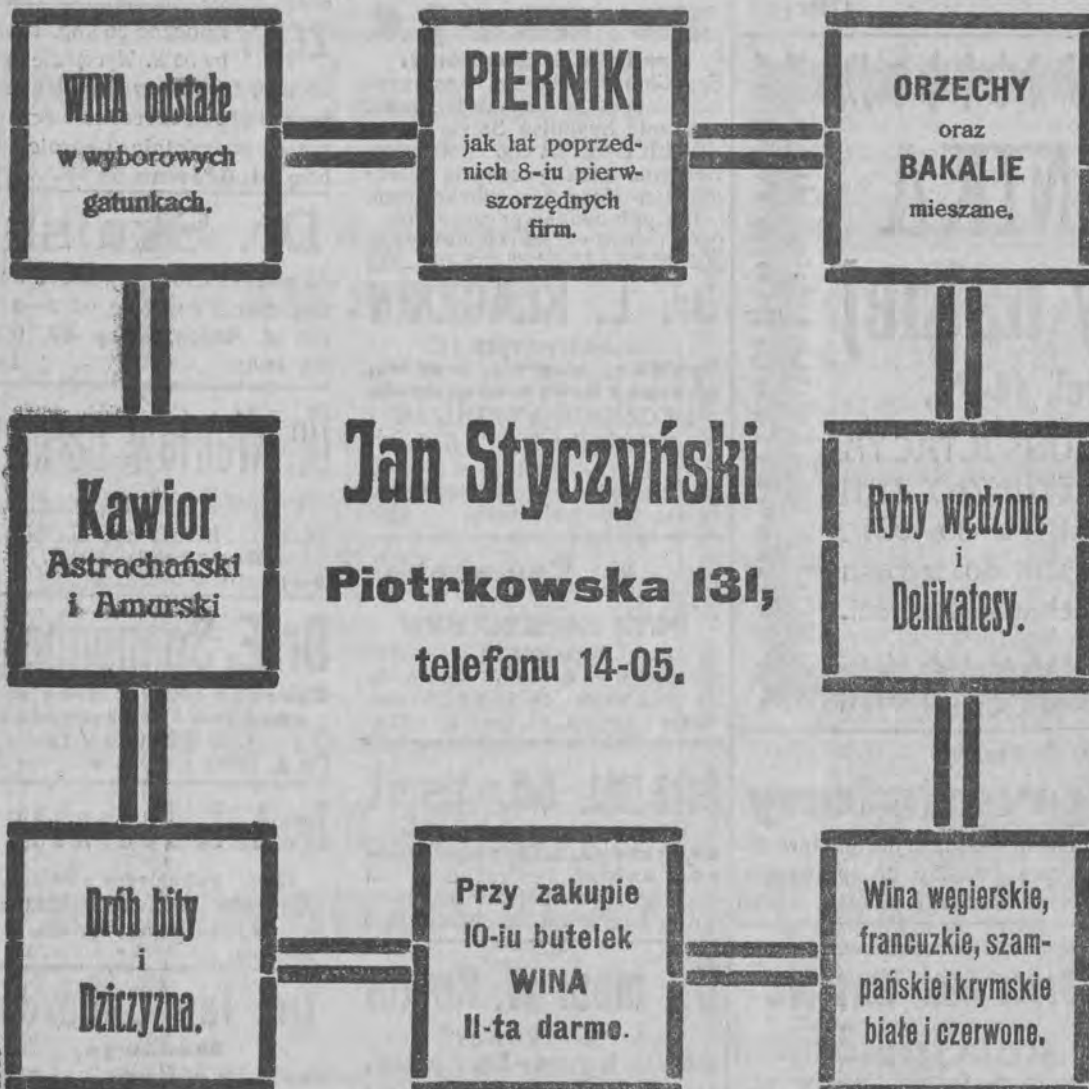 WINA odstałe
w wyborowych
gatunkach.
PIERNIKI
jak lat poprzed-
nich 8-iu pierw-
szorzędnych
firm.
ORZECHY
oraz
BAKALIE
mieszane.
Kawior
Astrachański
i Amurski
Jan Styczyński
Piotrkowska 131,
telefonu 14-05.
Ryby wędzone
i
Delikatesy.
Drób bity
i
Dziczyzna.
Przy zakupie
10-iu butelek
WINA
11-ta darmo.
Wina węgierskie,
francuzkie, szam-
pańskie i krymskie
białe i czerwone.